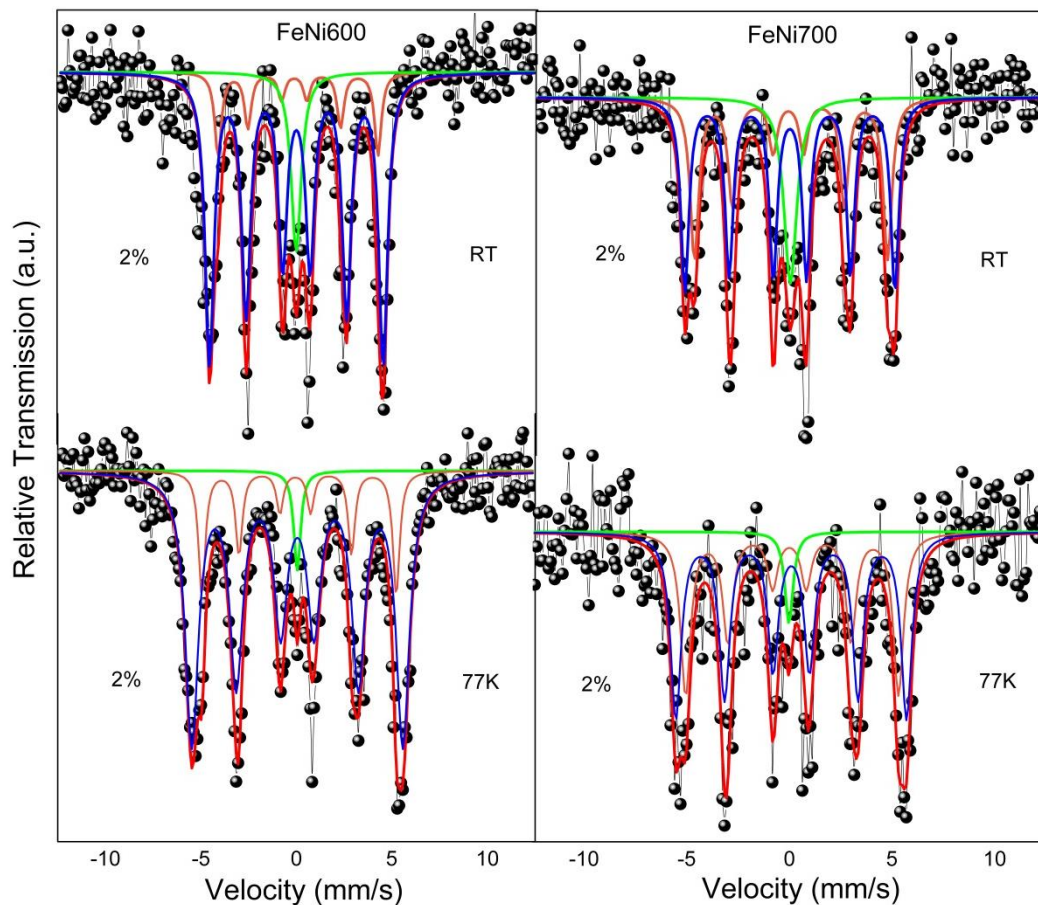 FeNi600
FeNi700
2%
RT
2%
RT
Relative Transmission (a.u.)
2%
77K
2%
77K
-10 -5 0 5 10
-10 -5 0 5 10
Velocity (mm/s)
Velocity (mm/s)